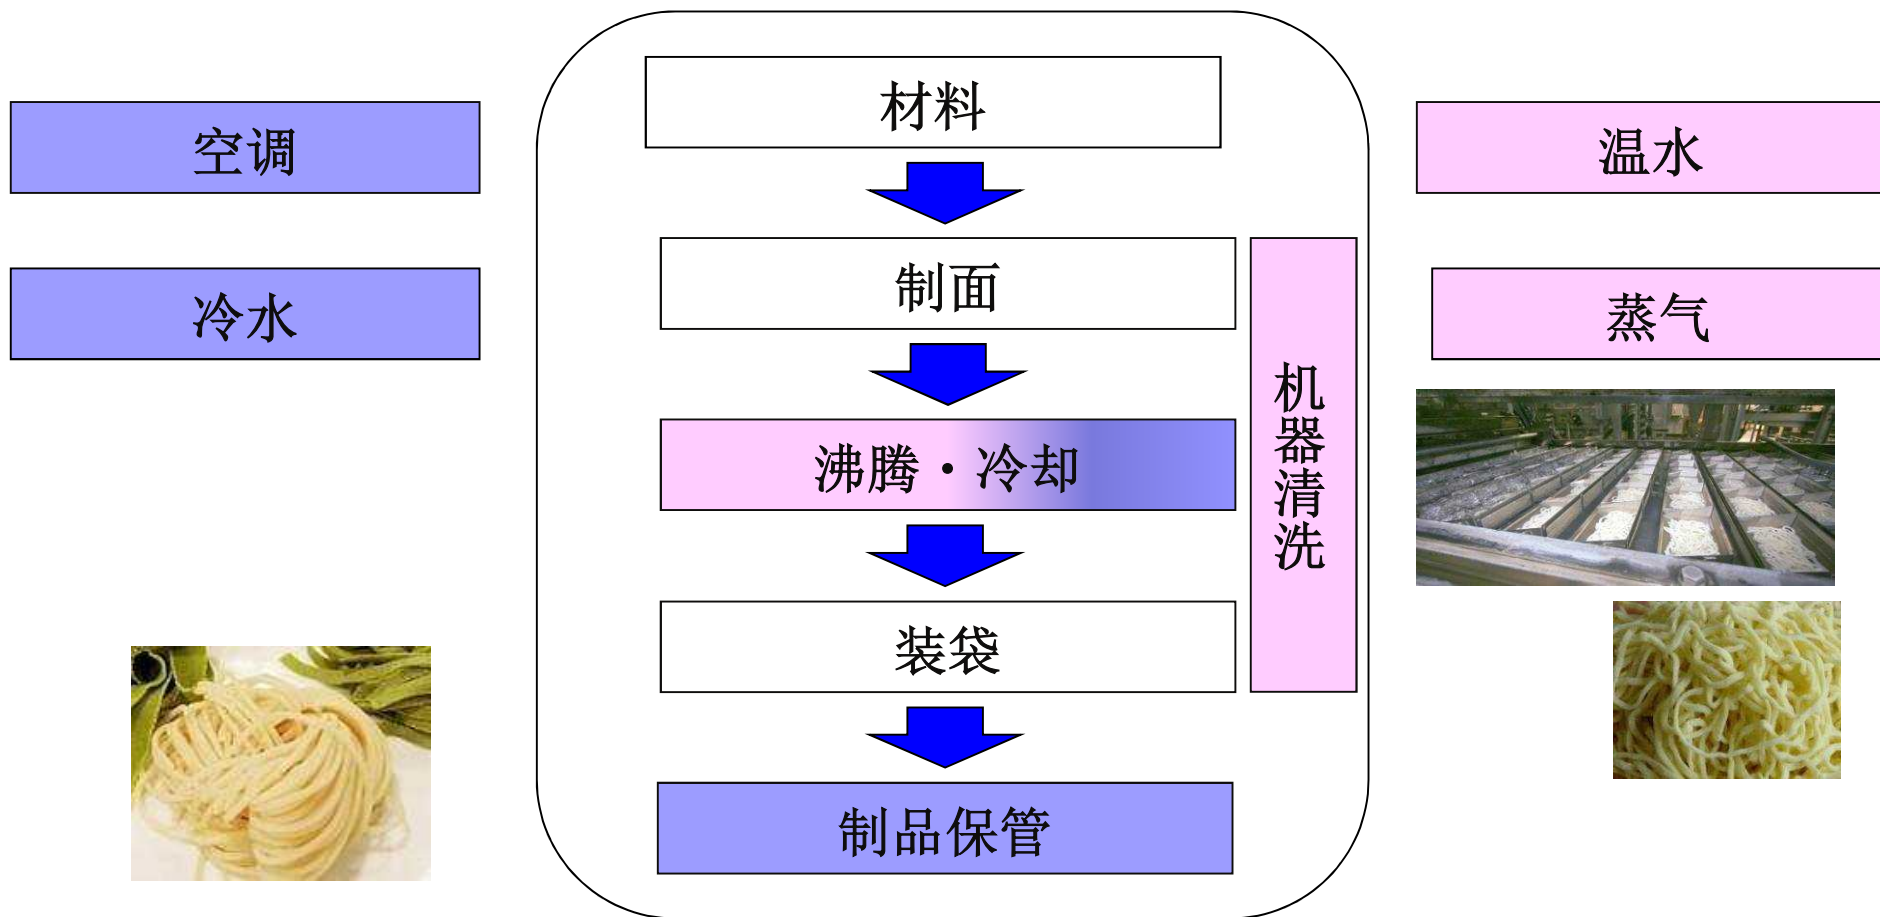 材料
空调
温水
制面
冷水
蒸气
机器清洗
沸腾·冷却
装袋
制品保管